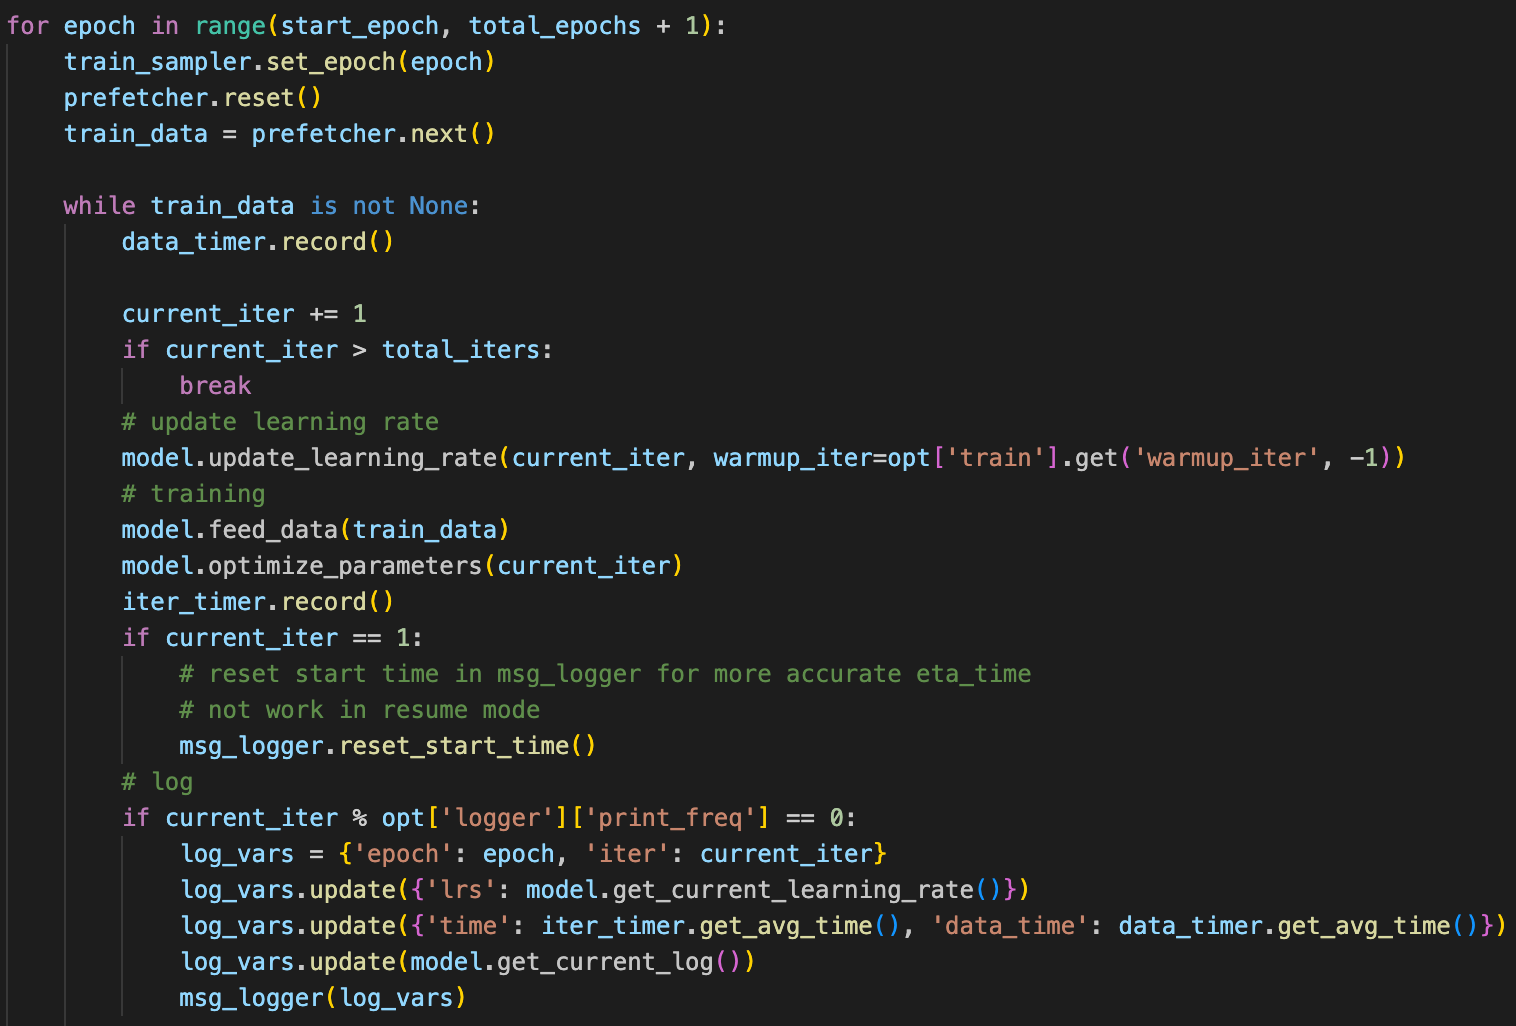 for epoch in range(start_epoch, total_epochs + 1):
    train_sampler.set_epoch(epoch)
    prefetcher.reset()
    train_data = prefetcher.next()

    while train_data is not None:
        data_timer.record()

        current_iter += 1
        if current_iter > total_iters:
            break
        # update learning rate
        model.update_learning_rate(current_iter, warmup_iter=opt['train'].get('warmup_iter', -1))
        # training
        model.feed_data(train_data)
        model.optimize_parameters(current_iter)
        iter_timer.record()
        if current_iter == 1:
            # reset start time in msg_logger for more accurate eta_time
            # not work in resume mode
            msg_logger.reset_start_time()
        # log
        if current_iter % opt['logger']['print_freq'] == 0:
            log_vars = {'epoch': epoch, 'iter': current_iter}
            log_vars.update({'lrs': model.get_current_learning_rate()})
            log_vars.update({'time': iter_timer.get_avg_time(), 'data_time': data_timer.get_avg_time()})
            log_vars.update(model.get_current_log())
            msg_logger(log_vars)